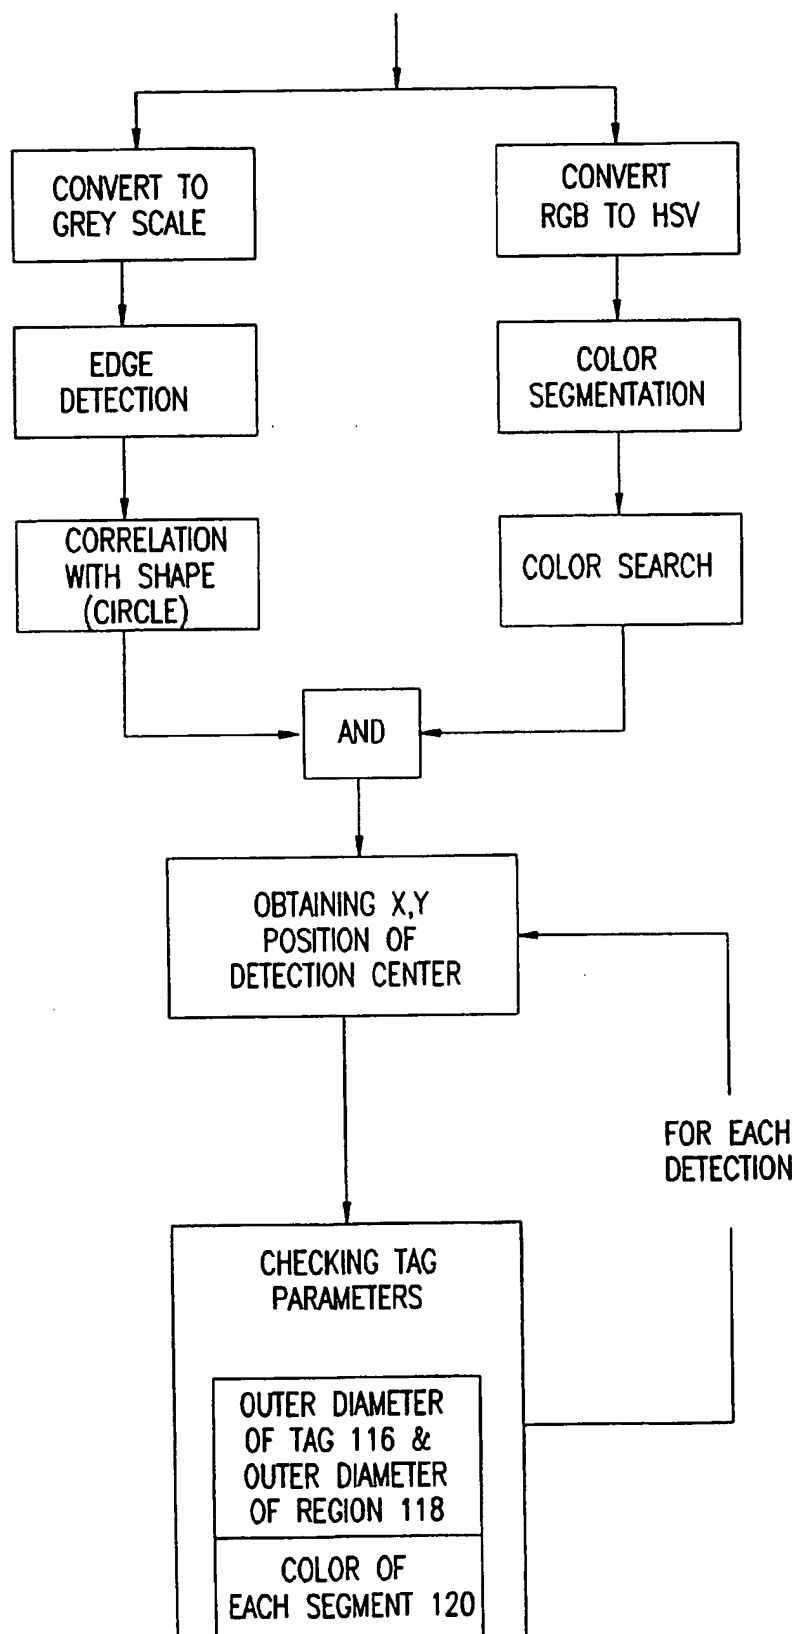 CONVERT TO
GREY SCALE
CONVERT
RGB TO HSV
EDGE
DETECTION
COLOR
SEGMENTATION
CORRELATION
WITH SHAPE
(CIRCLE)
COLOR SEARCH
AND
OBTAINING X,Y
POSITION OF
DETECTION CENTER
FOR EACH
DETECTION
CHECKING TAG
PARAMETERS
OUTER DIAMETER
OF TAG 116 &
OUTER DIAMETER
OF REGION 118
COLOR OF
EACH SEGMENT 120